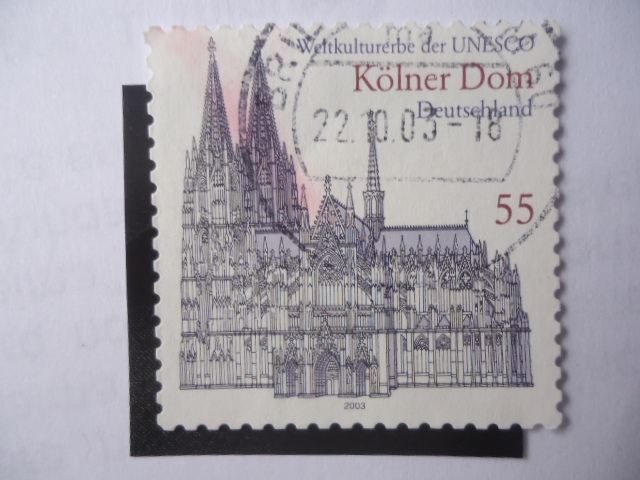 Weltkulturerbe der UNESCO
Kölner Dom
Deutschland
22.10.03-18
55
2003